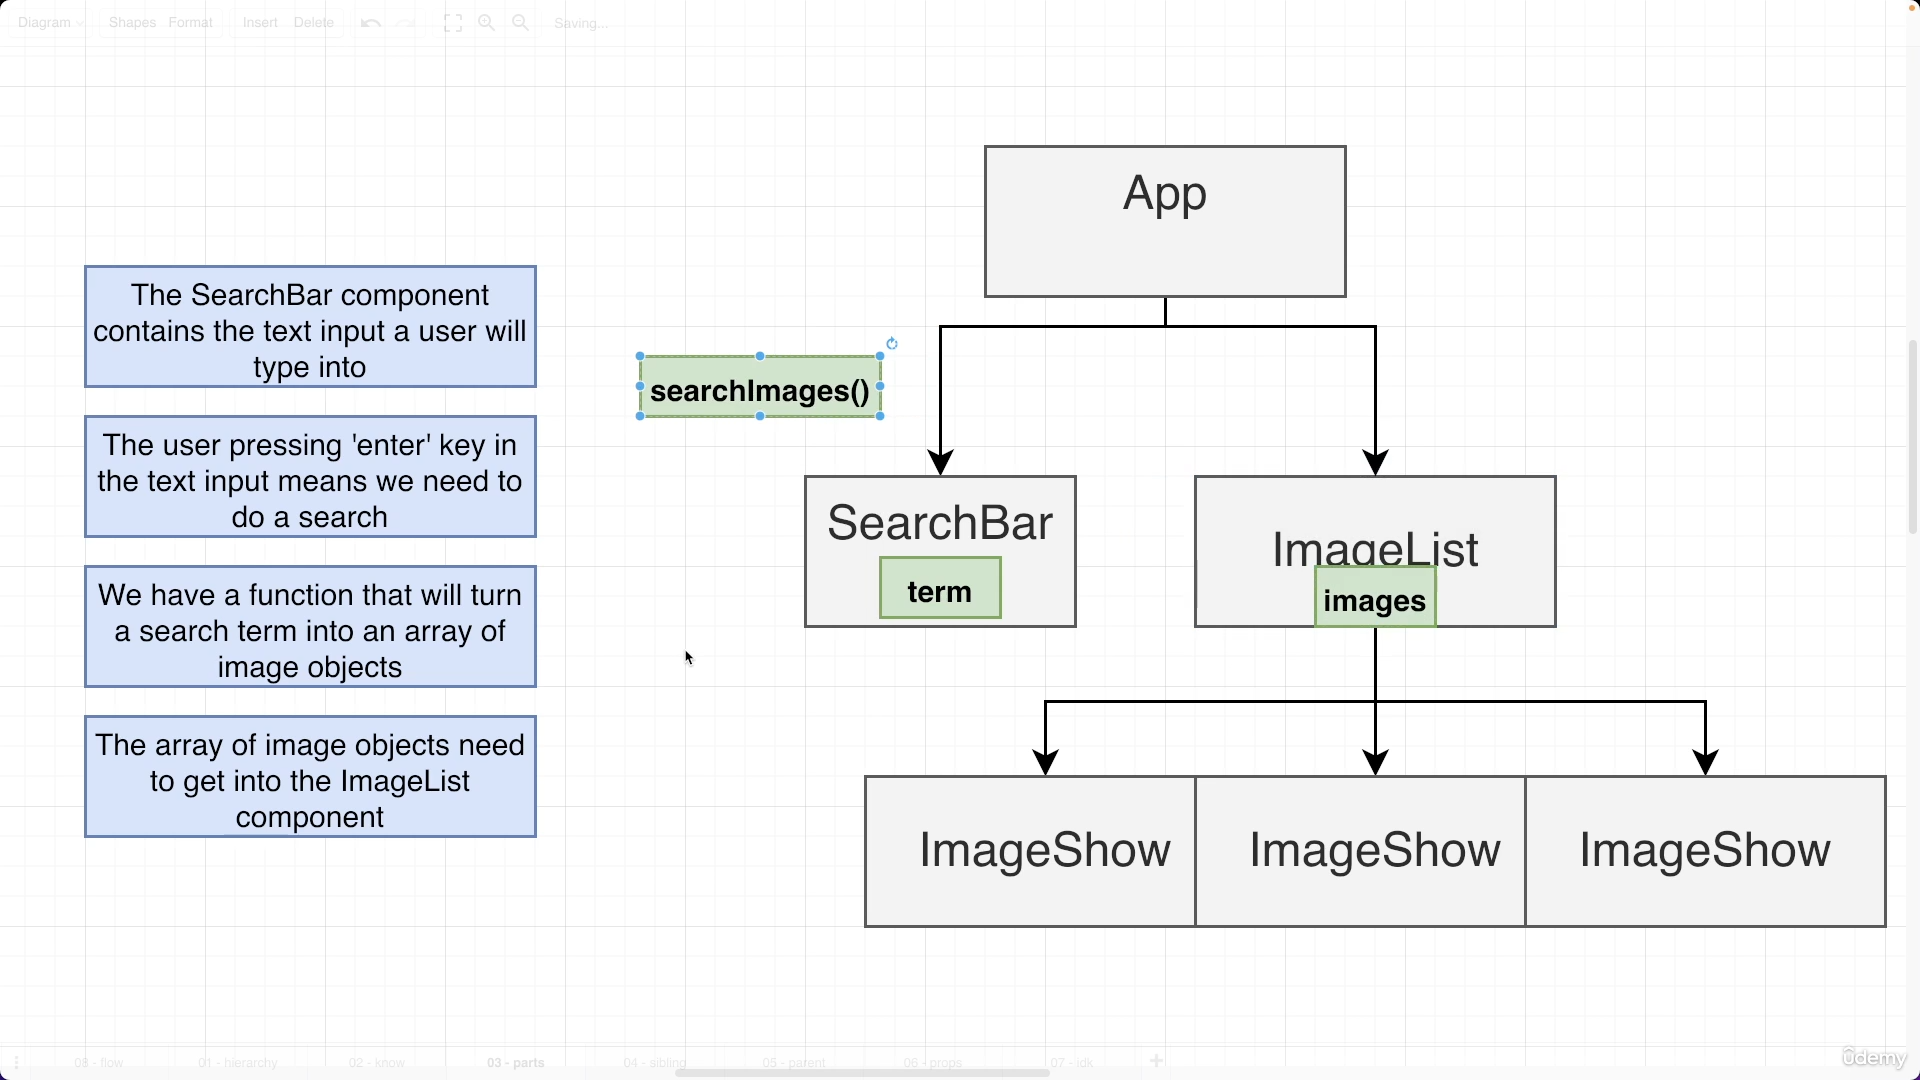 Diagram Shapes Format Insert Delete Saving...
App
The SearchBar component
contains the text input a user will
type into
searchImages()
The user pressing 'enter' key in
the text input means we need to
do a search
SearchBar
term
ImageList
images
We have a function that will turn
a search term into an array of
image objects
The array of image objects need
to get into the ImageList
component
ImageShow ImageShow ImageShow
08 - flow 01 - hierarchy 02 - know 03 - parts 04 - sibling 05 - parent 06 - props 07 - idk
ûdemy